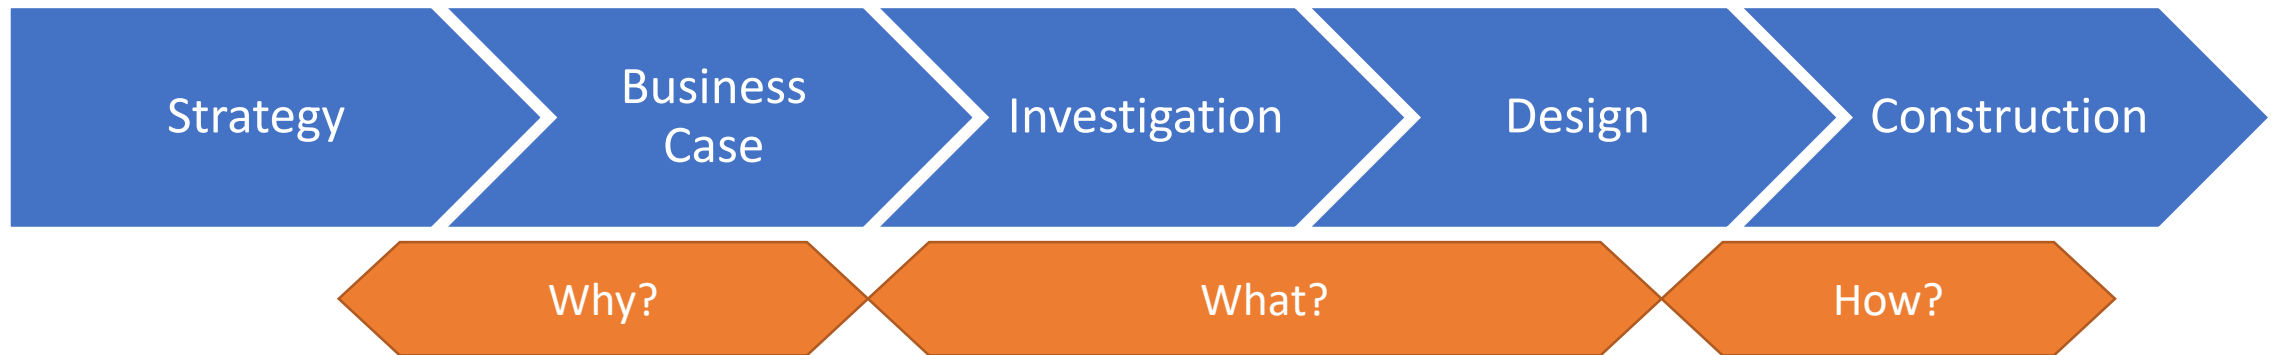 Strategy
Business
Case
Investigation
Design
Construction
Why?
What?
How?